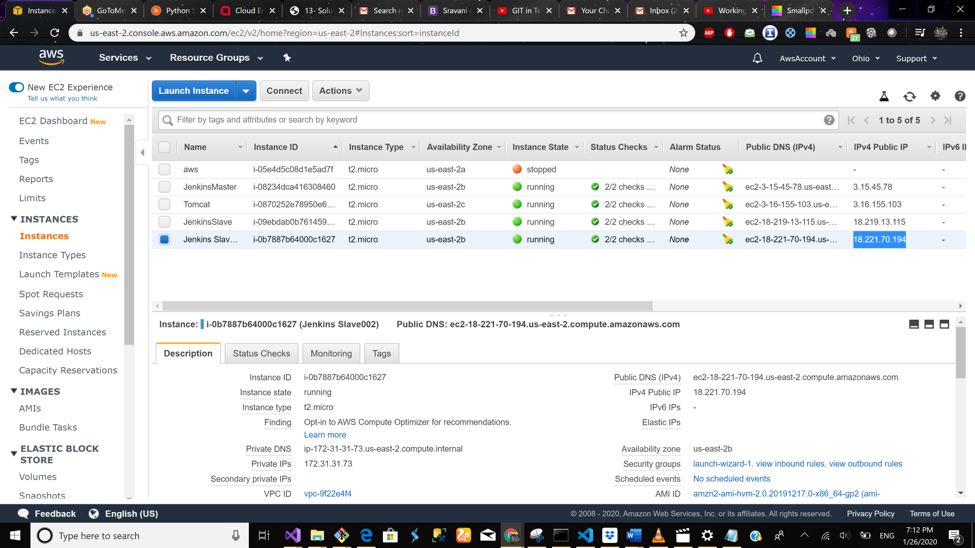 Instance
GoToMe
Python
Cloud E
13- Solu
Search r
Sravani
GIT in Te
Your Cha
Inbox (2
Working
Smallpd
us-east-2.console.aws.amazon.com/ec2/v2/home?region=us-east-2#Instances:sort=instanceId
aws
Services
Resource Groups
AwsAccount
Ohio
Support
New EC2 Experience
Tell us what you think
EC2 Dashboard New
Events
Tags
Reports
Limits
INSTANCES
Instances
Instance Types
Launch Templates New
Spot Requests
Savings Plans
Reserved Instances
Dedicated Hosts
Capacity Reservations
IMAGES
AMIs
Bundle Tasks
ELASTIC BLOCK
STORE
Volumes
Snapshots
Launch Instance
Connect
Actions
Filter by tags and attributes or search by keyword
1 to 5 of 5
Name Instance ID Instance Type Availability Zone Instance State Status Checks Alarm Status Public DNS (IPv4) IPv4 Public IP IPv6 I
aws i-05e4d5c08d1e5ad7f t2.micro us-east-2a stopped None - -
JenkinsMaster i-08234dca416308460 t2.micro us-east-2b running 2/2 checks ... None ec2-3-15-45-78.us-east... 3.15.45.78 -
Tomcat i-0870252e78950e6... t2.micro us-east-2c running 2/2 checks ... None ec2-3-16-155-103.us-e... 3.16.155.103 -
JenkinsSlave i-09ebdab0b761459... t2.micro us-east-2b running 2/2 checks ... None ec2-18-219-13-115.us-... 18.219.13.115 -
Jenkins Slav... i-0b7887b64000c1627 t2.micro us-east-2b running 2/2 checks ... None ec2-18-221-70-194.us-... 18.221.70.194 -
Instance: i-0b7887b64000c1627 (Jenkins Slave002) Public DNS: ec2-18-221-70-194.us-east-2.compute.amazonaws.com
Description
Status Checks
Monitoring
Tags
Instance ID i-0b7887b64000c1627
Instance state running
Instance type t2.micro
Finding Opt-in to AWS Compute Optimizer for recommendations.
Learn more
Private DNS ip-172-31-31-73.us-east-2.compute.internal
Private IPs 172.31.31.73
Secondary private IPs
VPC ID vpc-9f22e4f4
Public DNS (IPv4) ec2-18-221-70-194.us-east-2.compute.amazonaws.com
IPv4 Public IP 18.221.70.194
IPv6 IPs -
Elastic IPs
Availability zone us-east-2b
Security groups launch-wizard-1. view inbound rules. view outbound rules
Scheduled events No scheduled events
AMI ID amzn2-ami-hvm-2.0.20191217.0-x86_64-gp2 (ami-
Feedback
English (US)
© 2008 - 2020, Amazon Web Services, Inc. or its affiliates. All rights reserved.
Privacy Policy
Terms of Use
Type here to search
ENG
7:12 PM
1/26/2020
2